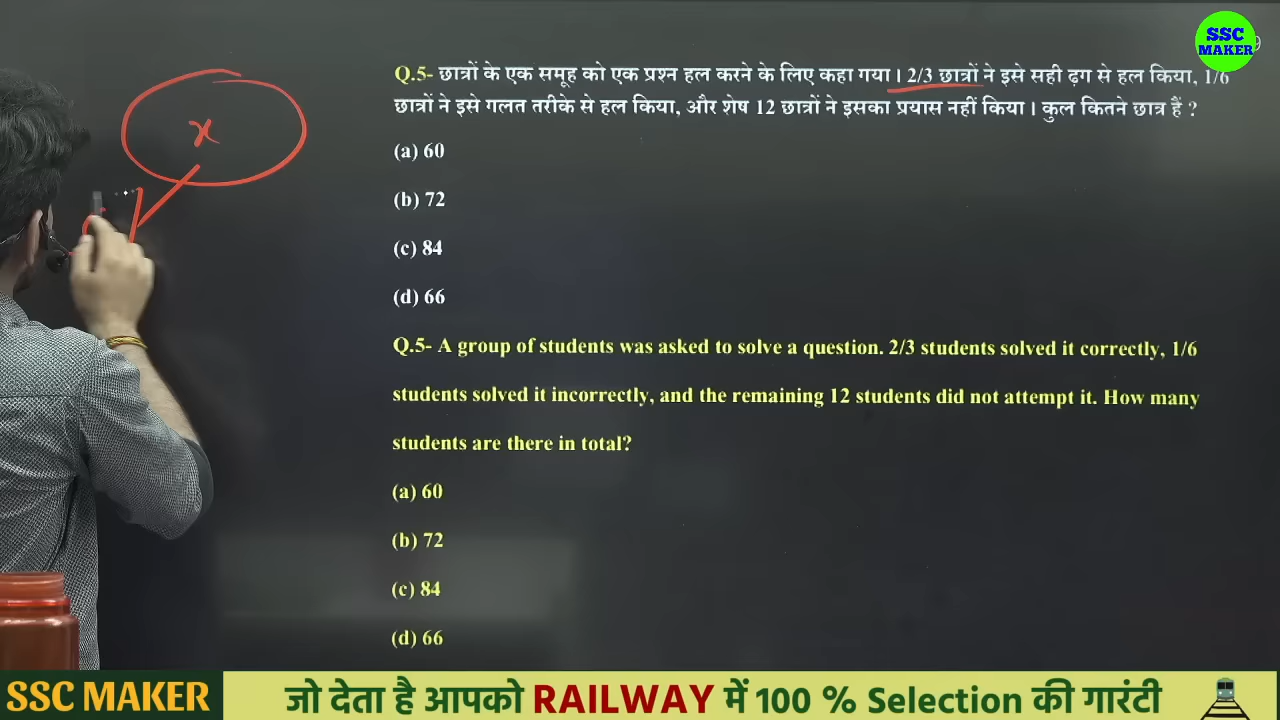 SSC
MAKER
Q.5- छात्रों के एक समूह को एक प्रश्न हल करने के लिए कहा गया। 2/3 छात्रों ने इसे सही ढ़ग से हल किया, 1/6
छात्रों ने इसे गलत तरीके से हल किया, और शेष 12 छात्रों ने इसका प्रयास नहीं किया। कुल कितने छात्र हैं ?
x
(a) 60
(b) 72
(c) 84
(d) 66
Q.5- A group of students was asked to solve a question. 2/3 students solved it correctly, 1/6
students solved it incorrectly, and the remaining 12 students did not attempt it. How many
students are there in total?
(a) 60
(b) 72
(c) 84
(d) 66
SSC MAKER जो देता है आपको RAILWAY में 100 % Selection की गारंटी